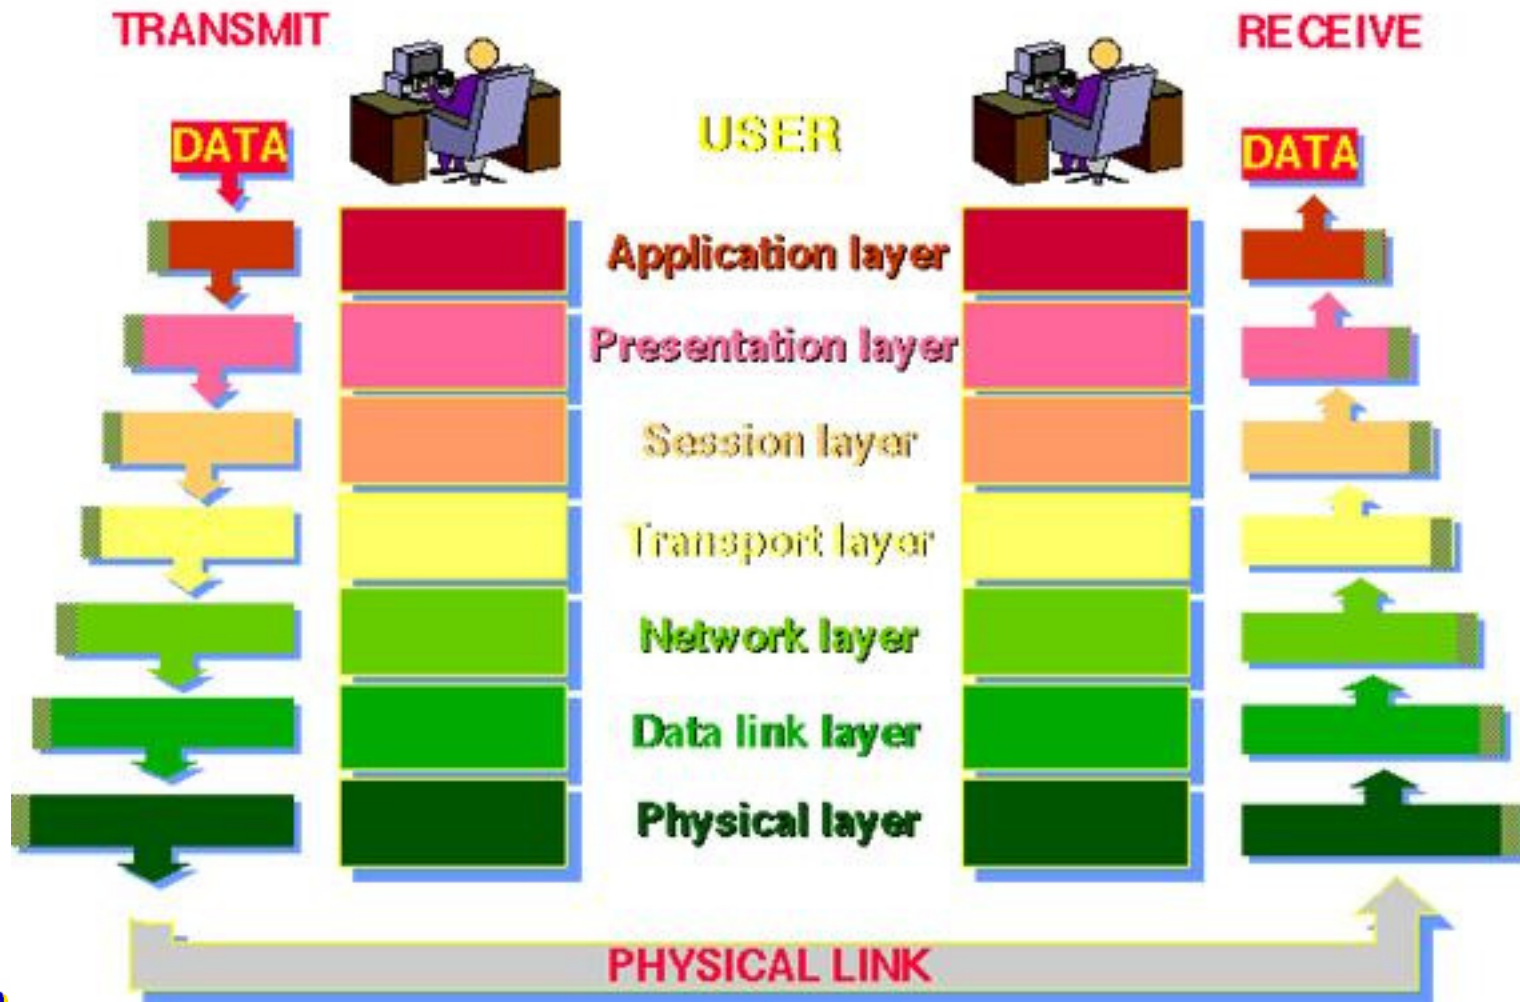 TRANSMIT
RECEIVE
DATA
USER
DATA
Application layer
Presentation layer
Session layer
Transport layer
Network layer
Data link layer
Physical layer
PHYSICAL LINK